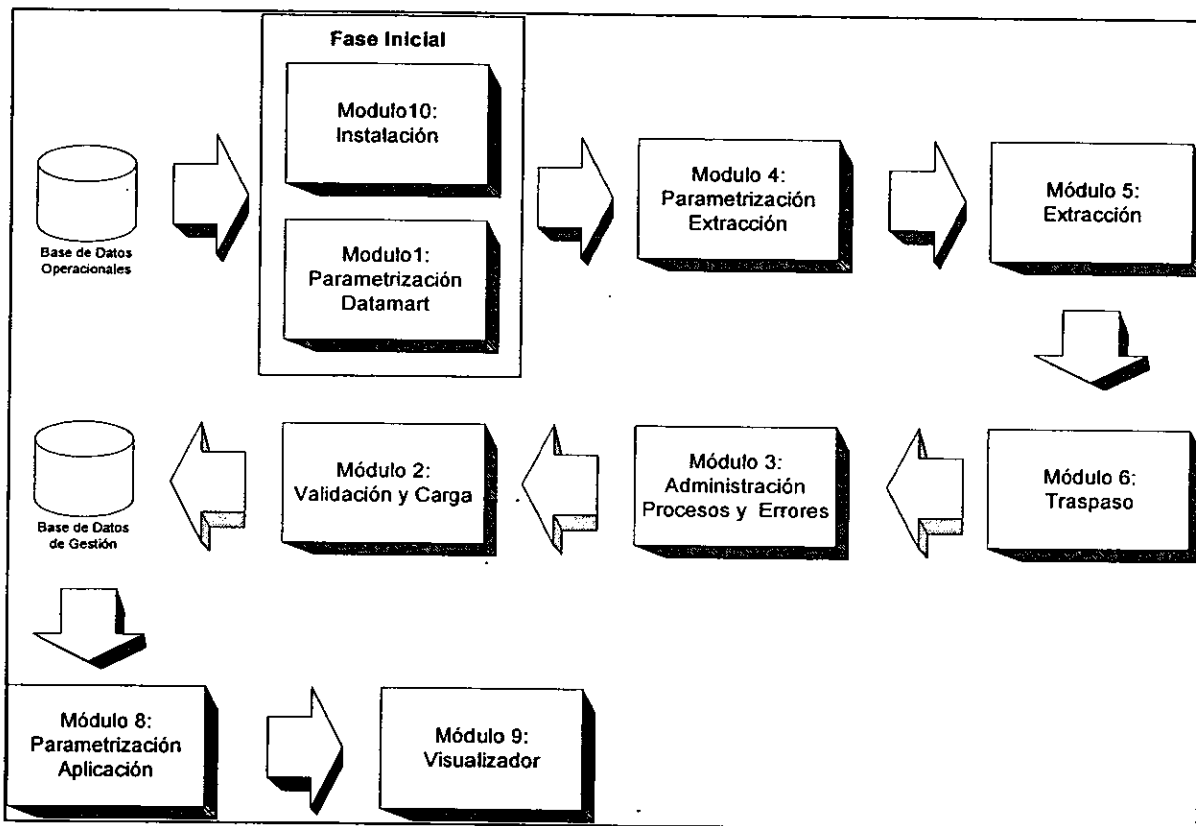 Fase Inicial
Modulo10:
Instalación
Modulo1:
Parametrización
Datamart
Base de Datos
Operacionales
Modulo 4:
Parametrización
Extracción
Módulo 5:
Extracción
Base de Datos
de Gestión
Módulo 2:
Validación y Carga
Módulo 3:
Administración
Procesos y Errores
Módulo 6:
Traspaso
Módulo 8:
Parametrización
Aplicación
Módulo 9:
Visualizador